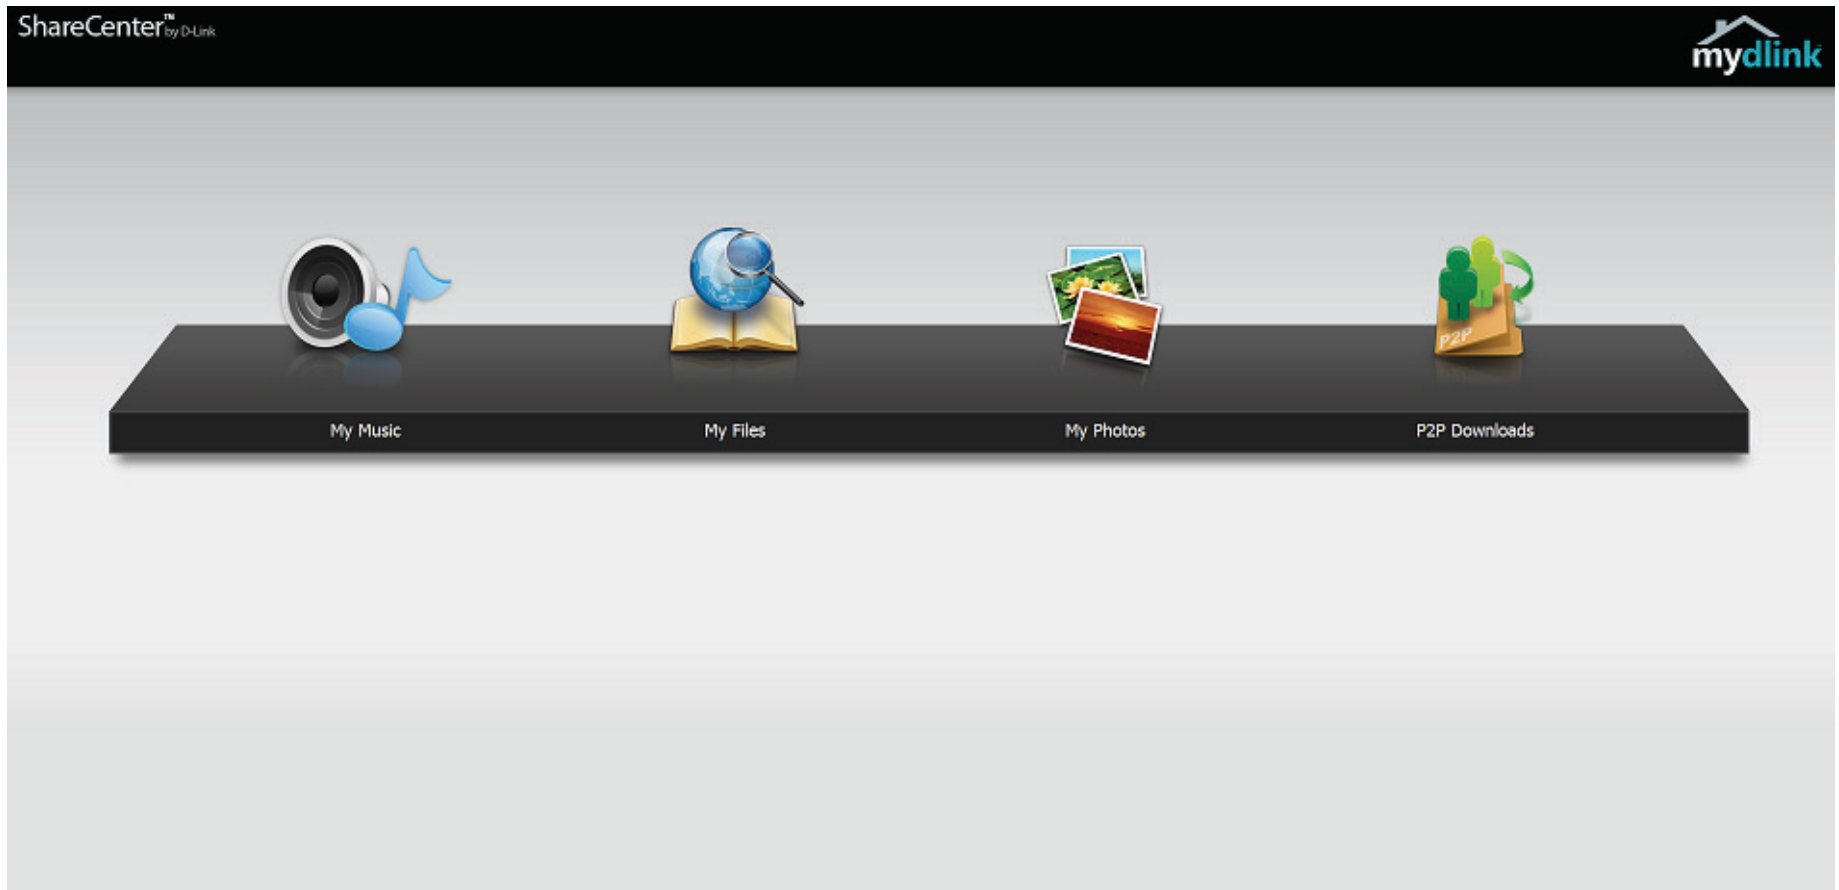 ShareCenter™ by D-Link
mydlink
P2P
My Music
My Files
My Photos
P2P Downloads